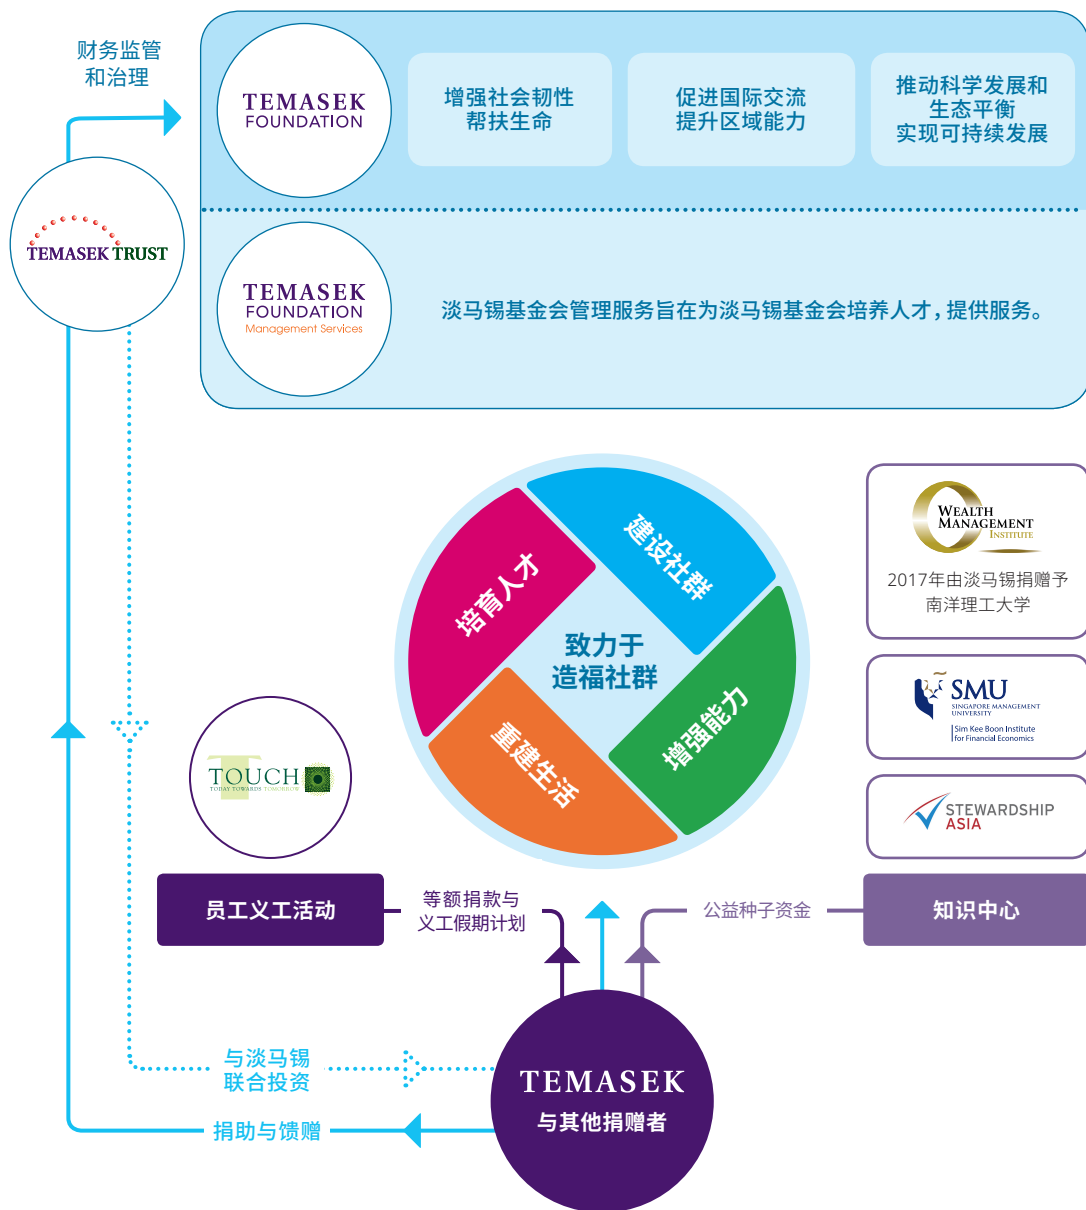 财务监管
和治理
TEMASEK
FOUNDATION
增强社会韧性
帮扶生命
促进国际交流
提升区域能力
推动科学发展和
生态平衡
实现可持续发展
TEMASEK TRUST
TEMASEK
FOUNDATION
Management Services
淡马锡基金会管理服务旨在为淡马锡基金会培养人才，提供服务。
培育人才
建设社群
致力于
造福社群
重建生活
增强能力
WEALTH
MANAGEMENT
INSTITUTE
2017年由淡马锡捐赠予
南洋理工大学
SMU
SINGAPORE MANAGEMENT
UNIVERSITY
Sim Kee Boon Institute
for Financial Economics
STEWARDSHIP
ASIA
TOUCH
TODAY TOWARDS TOMORROW
员工义工活动
等额捐款与
义工假期计划
公益种子资金
知识中心
与淡马锡
联合投资
捐助与馈赠
TEMASEK
与其他捐赠者